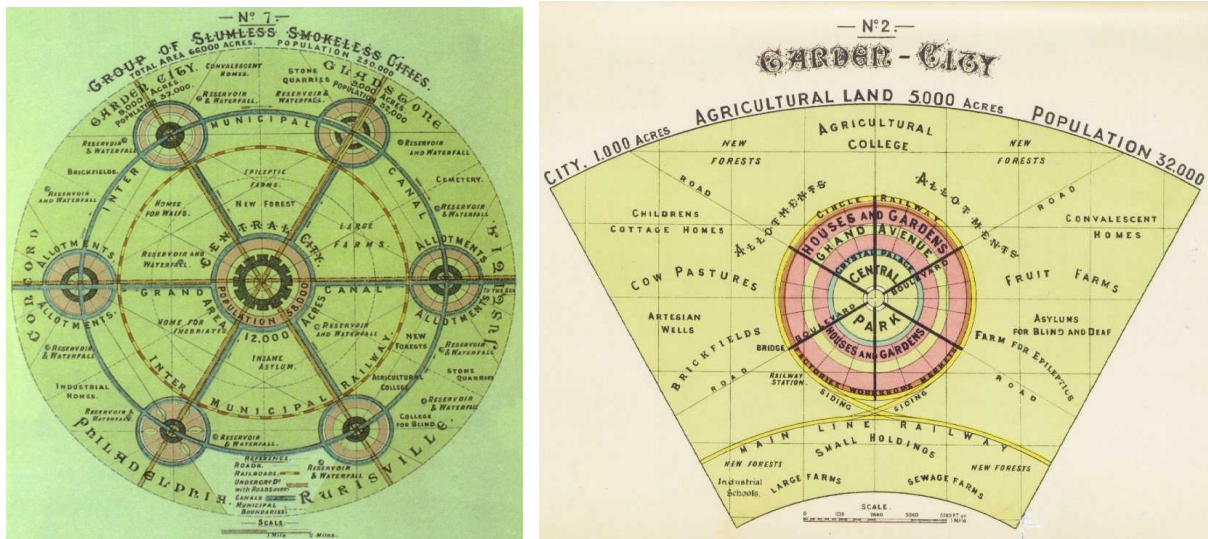 — Nº 7. —
GROUP OF SLUMLESS SMOKELESS CITIES.
TOTAL AREA 66,000 ACRES. POPULATION 250,000
GARDEN CITY.
5,000 ACRES
POPULATION 32,000.
CONVALESCENT
HOMES.
STONE
QUARRIES
GLADSTONE
5,000 ACRES
POPULATION 32,000
RESERVOIR
& WATERFALL
RESERVOIR &
WATERFALL.
RESERVOIR
& WATERFALL
RESERVOIR
AND WATERFALL
INTER MUNICIPAL CANAL
BRICKFIELDS.
RESERVOIR
AND WATERFALL
EPILEPTIC
FARMS.
CEMETERY.
RESERVOIR
& WATERFALL
HOMES
FOR WAIFS.
NEW FOREST
LARGE
FARMS.
CENTRAL CITY.
CONCORD
ALLOTMENTS
ALLOTMENTS
RESERVOIR AND
WATERFALL.
GRAND CANAL
TO THE SEA
ALLOTMENTS.
ALLOTMENTS
AREA 12,000 ACRES
POPULATION 58,000
HOME FOR
INEBRIATES.
RESERVOIR
& WATERFALL
RESERVOIR
& WATERFALL
NEW
FORESTS
RESERVOIR
& WATERFALL
INSANE
ASYLUM.
STONE QUARRIES
INTER MUNICIPAL RAILWAY.
AGRICULTURAL
COLLEGE
INDUSTRIAL
HOMES.
RESERVOIR &
WATERFALL
RESERVOIR
& WATERFALL
COLLEGE
FOR BLIND.
RESERVOIR
& WATERFALL
PHILADELPHIA
RURISVILLE.
REFERENCE.
ROADS.
RAILROADS.
UNDERGRD DO
WITH ROADS OVER
CANALS
MUNICIPAL
BOUNDARIES
RESERVOIR
& WATERFALL
SCALE
1 MILE 2 MILES.
— Nº 2. —
GARDEN - CITY
CITY. 1,000 ACRES AGRICULTURAL LAND 5,000 ACRES POPULATION 32,000
AGRICULTURAL
COLLEGE
NEW
FORESTS
NEW
FORESTS
ROAD
ROAD
ALLOTMENTS
ALLOTMENTS
CIRCLE RAILWAY
CHILDRENS
COTTAGE HOMES
CONVALESCENT
HOMES
HOUSES AND GARDENS
GRAND AVENUE
CRYSTAL PALACE
COW PASTURES
CENTRAL
PARK
BOULEVARD
FRUIT FARMS
ARTESIAN
WELLS
ASYLUMS
FOR BLIND AND DEAF
BOULEVARD
HOUSES AND GARDENS
BRICKFIELDS
BRIDGE
FARM FOR EPILEPTICS
FACTORIES WORKSHOPS MARKETS
RAILWAY
STATION.
ROAD
ROAD
SIDING
SIDING
MAIN LINE RAILWAY
SMALL HOLDINGS
NEW FORESTS
NEW FORESTS
Industrial
Schools.
LARGE FARMS
SEWAGE FARMS
SCALE.
1 MILE